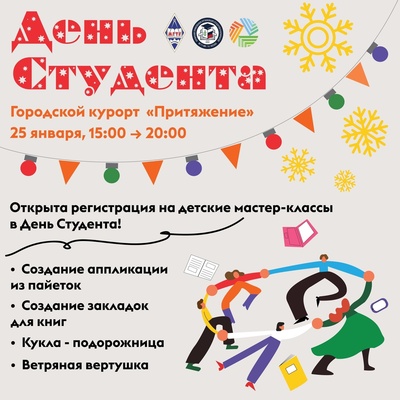 День
Студента
Городской курорт «Притяжение»
25 января, 15:00 → 20:00
Открыта регистрация на детские мастер-классы
в День Студента!
• Создание аппликации
из пайеток
• Создание закладок
для книг
• Кукла - подорожница
• Ветряная вертушка